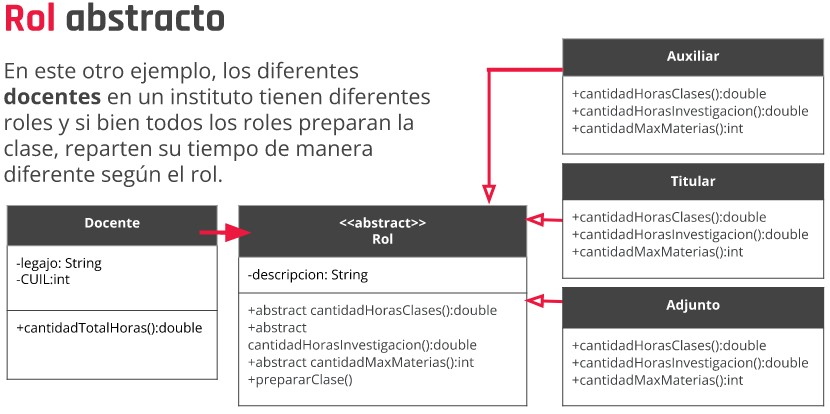 Rol abstracto
En este otro ejemplo, los diferentes
docentes en un instituto tienen diferentes
roles y si bien todos los roles preparan la
clase, reparten su tiempo de manera
diferente según el rol.
Docente
-legajo: String
-CUIL:int
+cantidadTotalHoras():double
<<abstract>>
Rol
-descripcion: String
+abstract cantidadHorasClases():double
+abstract
cantidadHorasInvestigacion():double
+abstract cantidadMaxMaterias():int
+prepararClase()
Auxiliar
+cantidadHorasClases():double
+cantidadHorasInvestigacion():double
+cantidadMaxMaterias():int
Titular
+cantidadHorasClases():double
+cantidadHorasInvestigacion():double
+cantidadMaxMaterias():int
Adjunto
+cantidadHorasClases():double
+cantidadHorasInvestigacion():double
+cantidadMaxMaterias():int